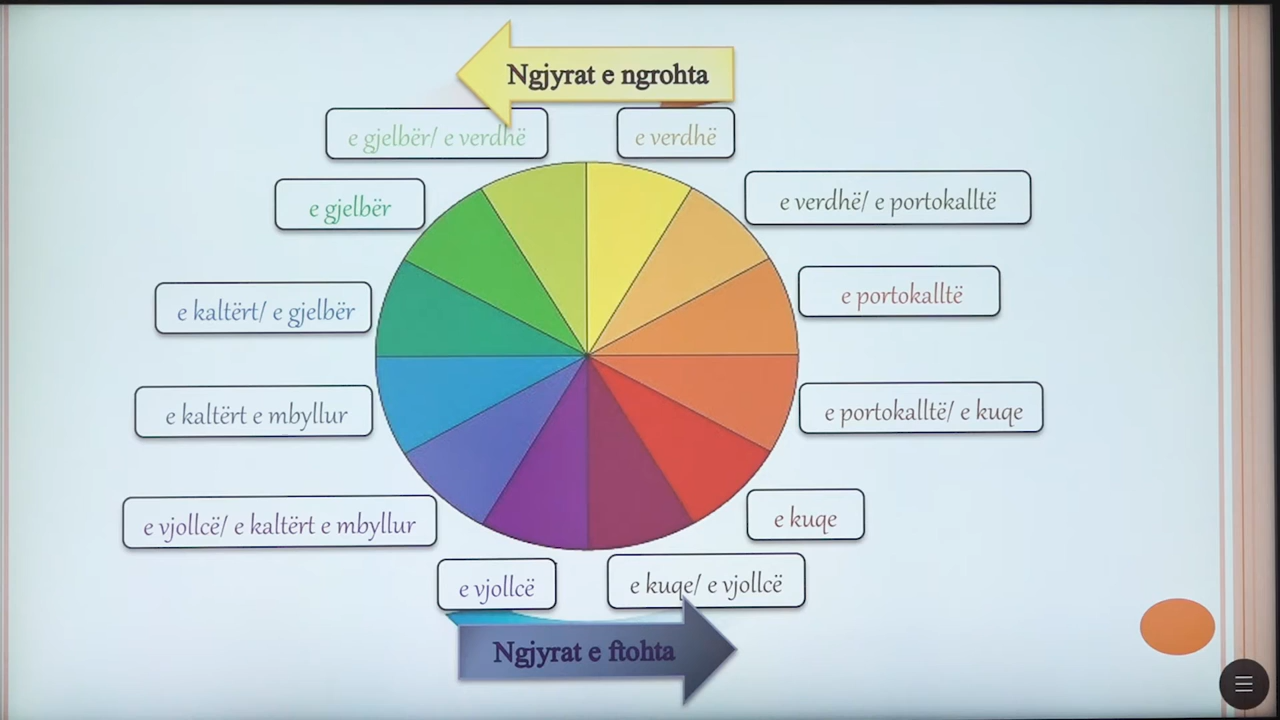 Ngjyrat e ngrohta
e gjelbër/ e verdhë
e verdhë
e gjelbër
e verdhë/ e portokalltë
e kaltërt/ e gjelbër
e portokalltë
e kaltërt e mbyllur
e portokalltë/ e kuqe
e vjollcë/ e kaltërt e mbyllur
e kuqe
e vjollcë
e kuqe/ e vjollcë
Ngjyrat e ftohta